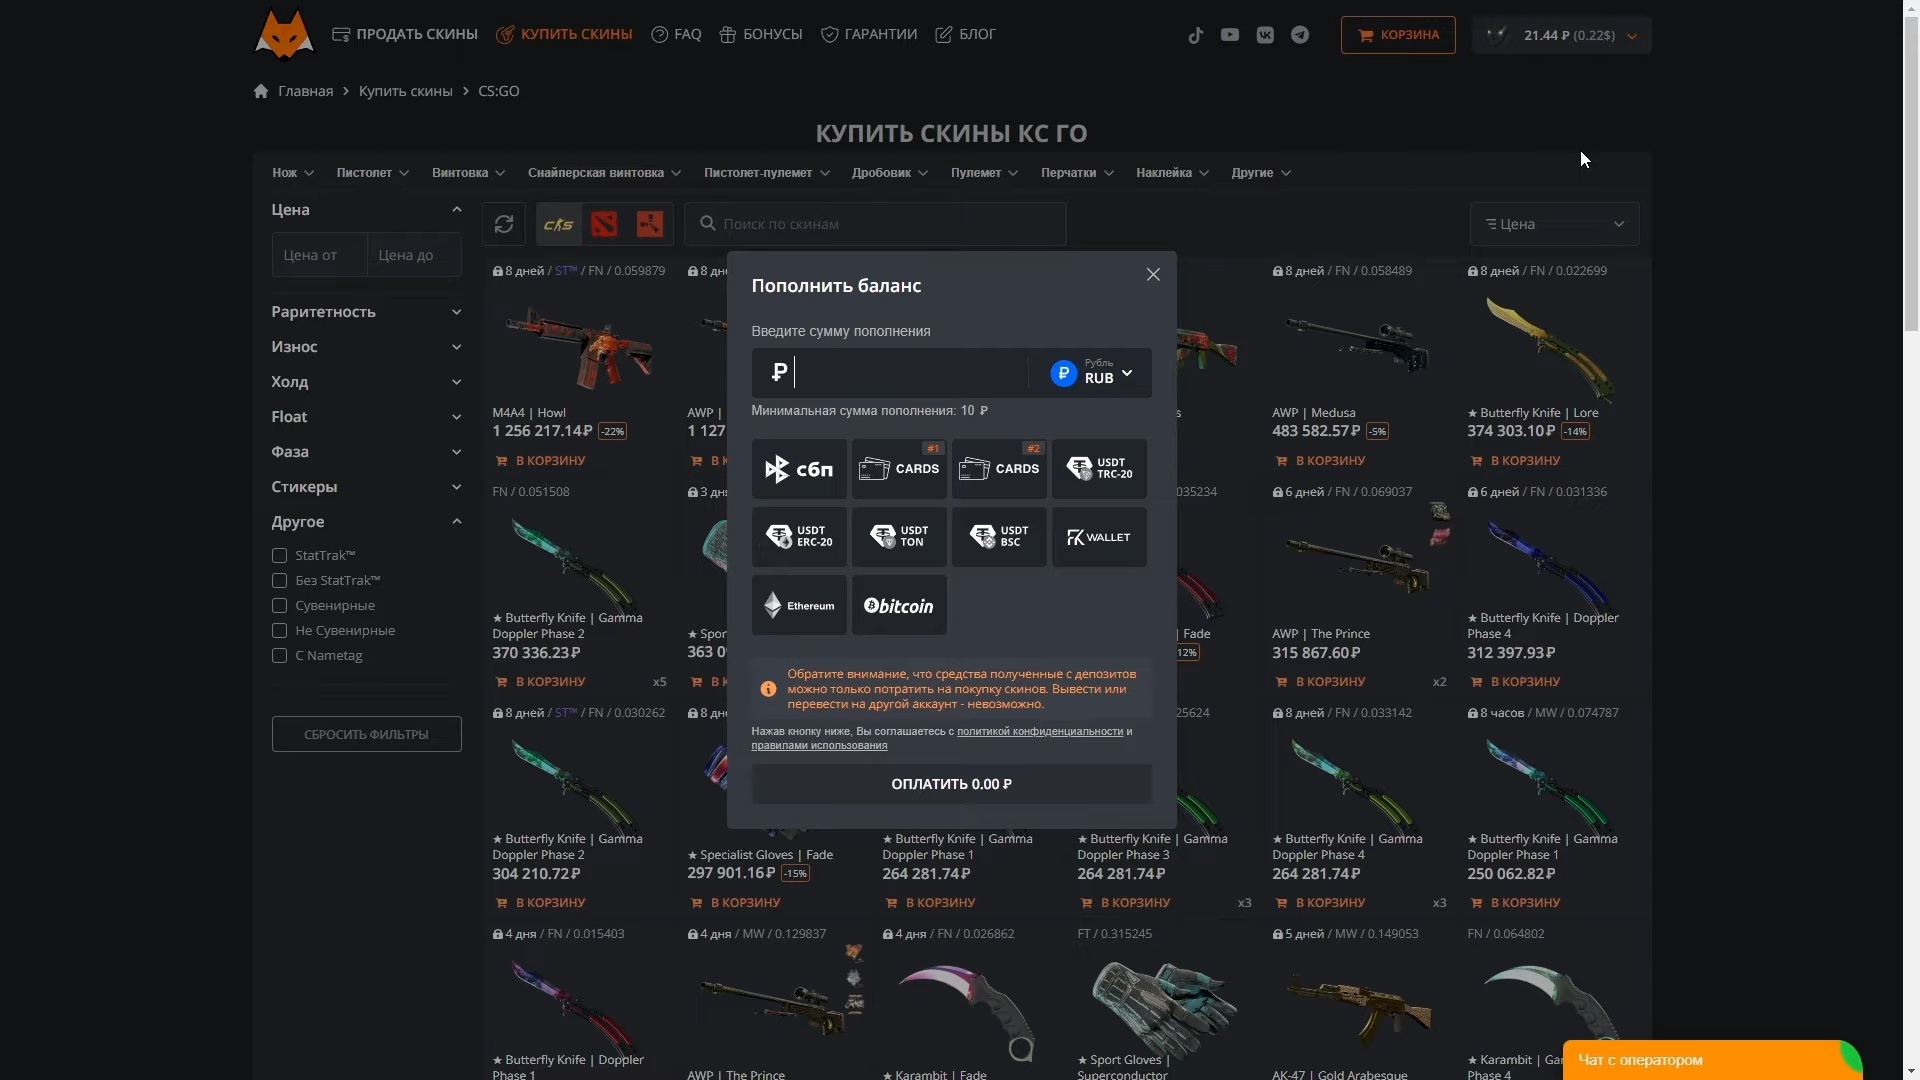 ПРОДАТЬ СКИНЫ
КУПИТЬ СКИНЫ
FAQ
БОНУСЫ
ГАРАНТИИ
БЛОГ
КОРЗИНА
21.44 ₽ (0.22$)
Главная > Купить скины > CS:GO
КУПИТЬ СКИНЫ КС ГО
Нож
Пистолет
Винтовка
Снайперская винтовка
Пистолет-пулемет
Дробовик
Пулемет
Перчатки
Наклейка
Другие
Цена
Цена от
Цена до
Раритетность
Износ
Холд
Float
Фаза
Стикеры
Другое
StatTrak™
Без StatTrak™
Сувенирные
Не Сувенирные
С Nametag
СБРОСИТЬ ФИЛЬТРЫ
Поиск по скинам
Цена
8 дней / ST™ / FN / 0.059879
8 дней / FN / 0.058489
8 дней / FN / 0.022699
M4A4 | Howl
1 256 217.14₽ -22%
В КОРЗИНУ
AWP |
1 127
AWP | Medusa
483 582.57₽ -5%
В КОРЗИНУ
★ Butterfly Knife | Lore
374 303.10₽ -14%
В КОРЗИНУ
FN / 0.051508
035234
6 дней / FN / 0.069037
6 дней / FN / 0.031336
★ Butterfly Knife | Gamma
Doppler Phase 2
370 336.23₽
В КОРЗИНУ
x5
★ Spor
363 0
| Fade
12%
AWP | The Prince
315 867.60₽
В КОРЗИНУ
x2
★ Butterfly Knife | Doppler
Phase 4
312 397.93₽
В КОРЗИНУ
8 дней / ST™ / FN / 0.030262
25624
8 дней / FN / 0.033142
8 часов / MW / 0.074787
★ Butterfly Knife | Gamma
Doppler Phase 2
304 210.72₽
В КОРЗИНУ
★ Specialist Gloves | Fade
297 901.16₽ -15%
В КОРЗИНУ
★ Butterfly Knife | Gamma
Doppler Phase 1
264 281.74₽
В КОРЗИНУ
★ Butterfly Knife | Gamma
Doppler Phase 3
264 281.74₽
В КОРЗИНУ
x3
★ Butterfly Knife | Gamma
Doppler Phase 4
264 281.74₽
В КОРЗИНУ
x3
★ Butterfly Knife | Gamma
Doppler Phase 1
250 062.82₽
В КОРЗИНУ
4 дня / FN / 0.015403
4 дня / MW / 0.129837
4 дня / FN / 0.026862
FT / 0.315245
5 дней / MW / 0.149053
FN / 0.064802
★ Butterfly Knife | Doppler
Phase 1
AWP | The Prince
★ Karambit | Fade
★ Sport Gloves |
Superconductor
AK-47 | Gold Arabesque
★ Karambit | Ga
Phase 4
Пополнить баланс
Введите сумму пополнения
₽
Рубль
RUB
Минимальная сумма пополнения: 10 ₽
сбп
#1
CARDS
#2
CARDS
USDT
TRC-20
USDT
ERC-20
USDT
TON
USDT
BSC
FK WALLET
Ethereum
bitcoin
Обратите внимание, что средства полученные с депозитов
можно только потратить на покупку скинов. Вывести или
перевести на другой аккаунт - невозможно.
Нажав кнопку ниже, Вы соглашаетесь с политикой конфиденциальности и
правилами использования
ОПЛАТИТЬ 0.00 ₽
Чат с оператором